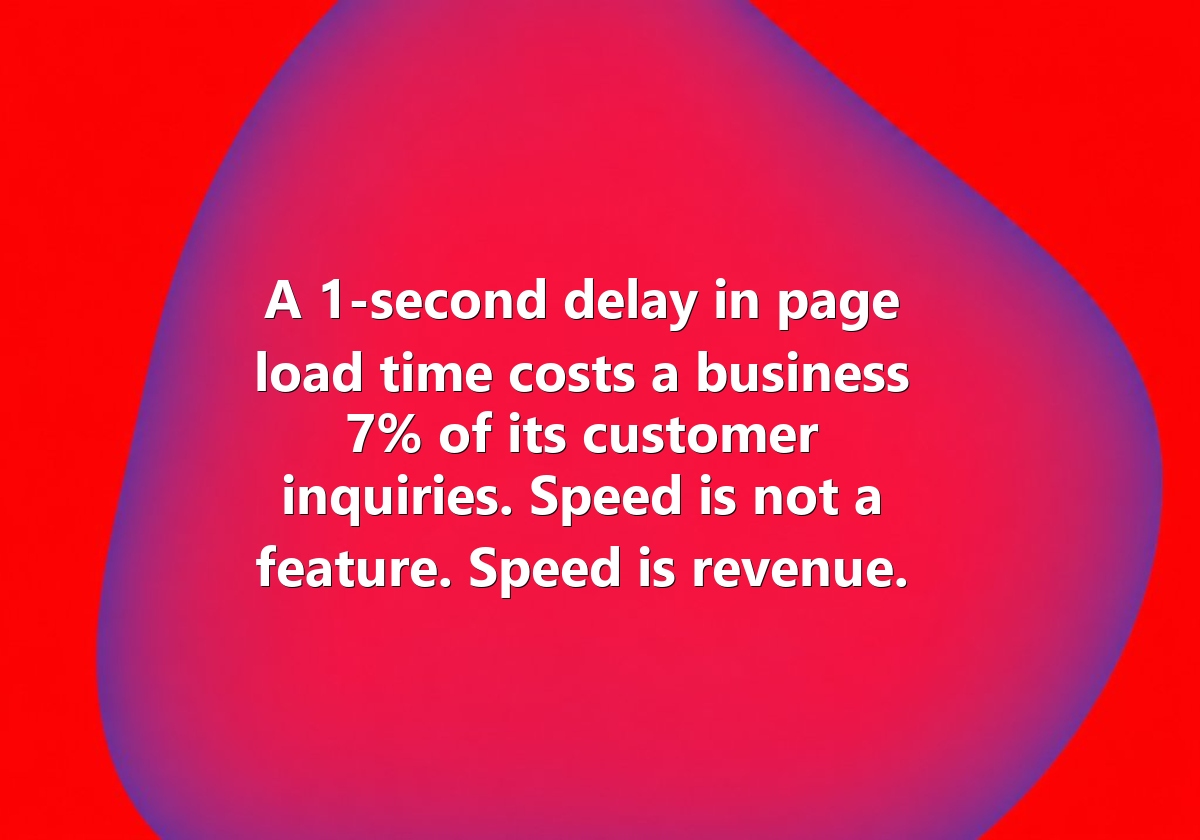 A 1-second delay in page
load time costs a business
7% of its customer
inquiries. Speed is not a
feature. Speed is revenue.